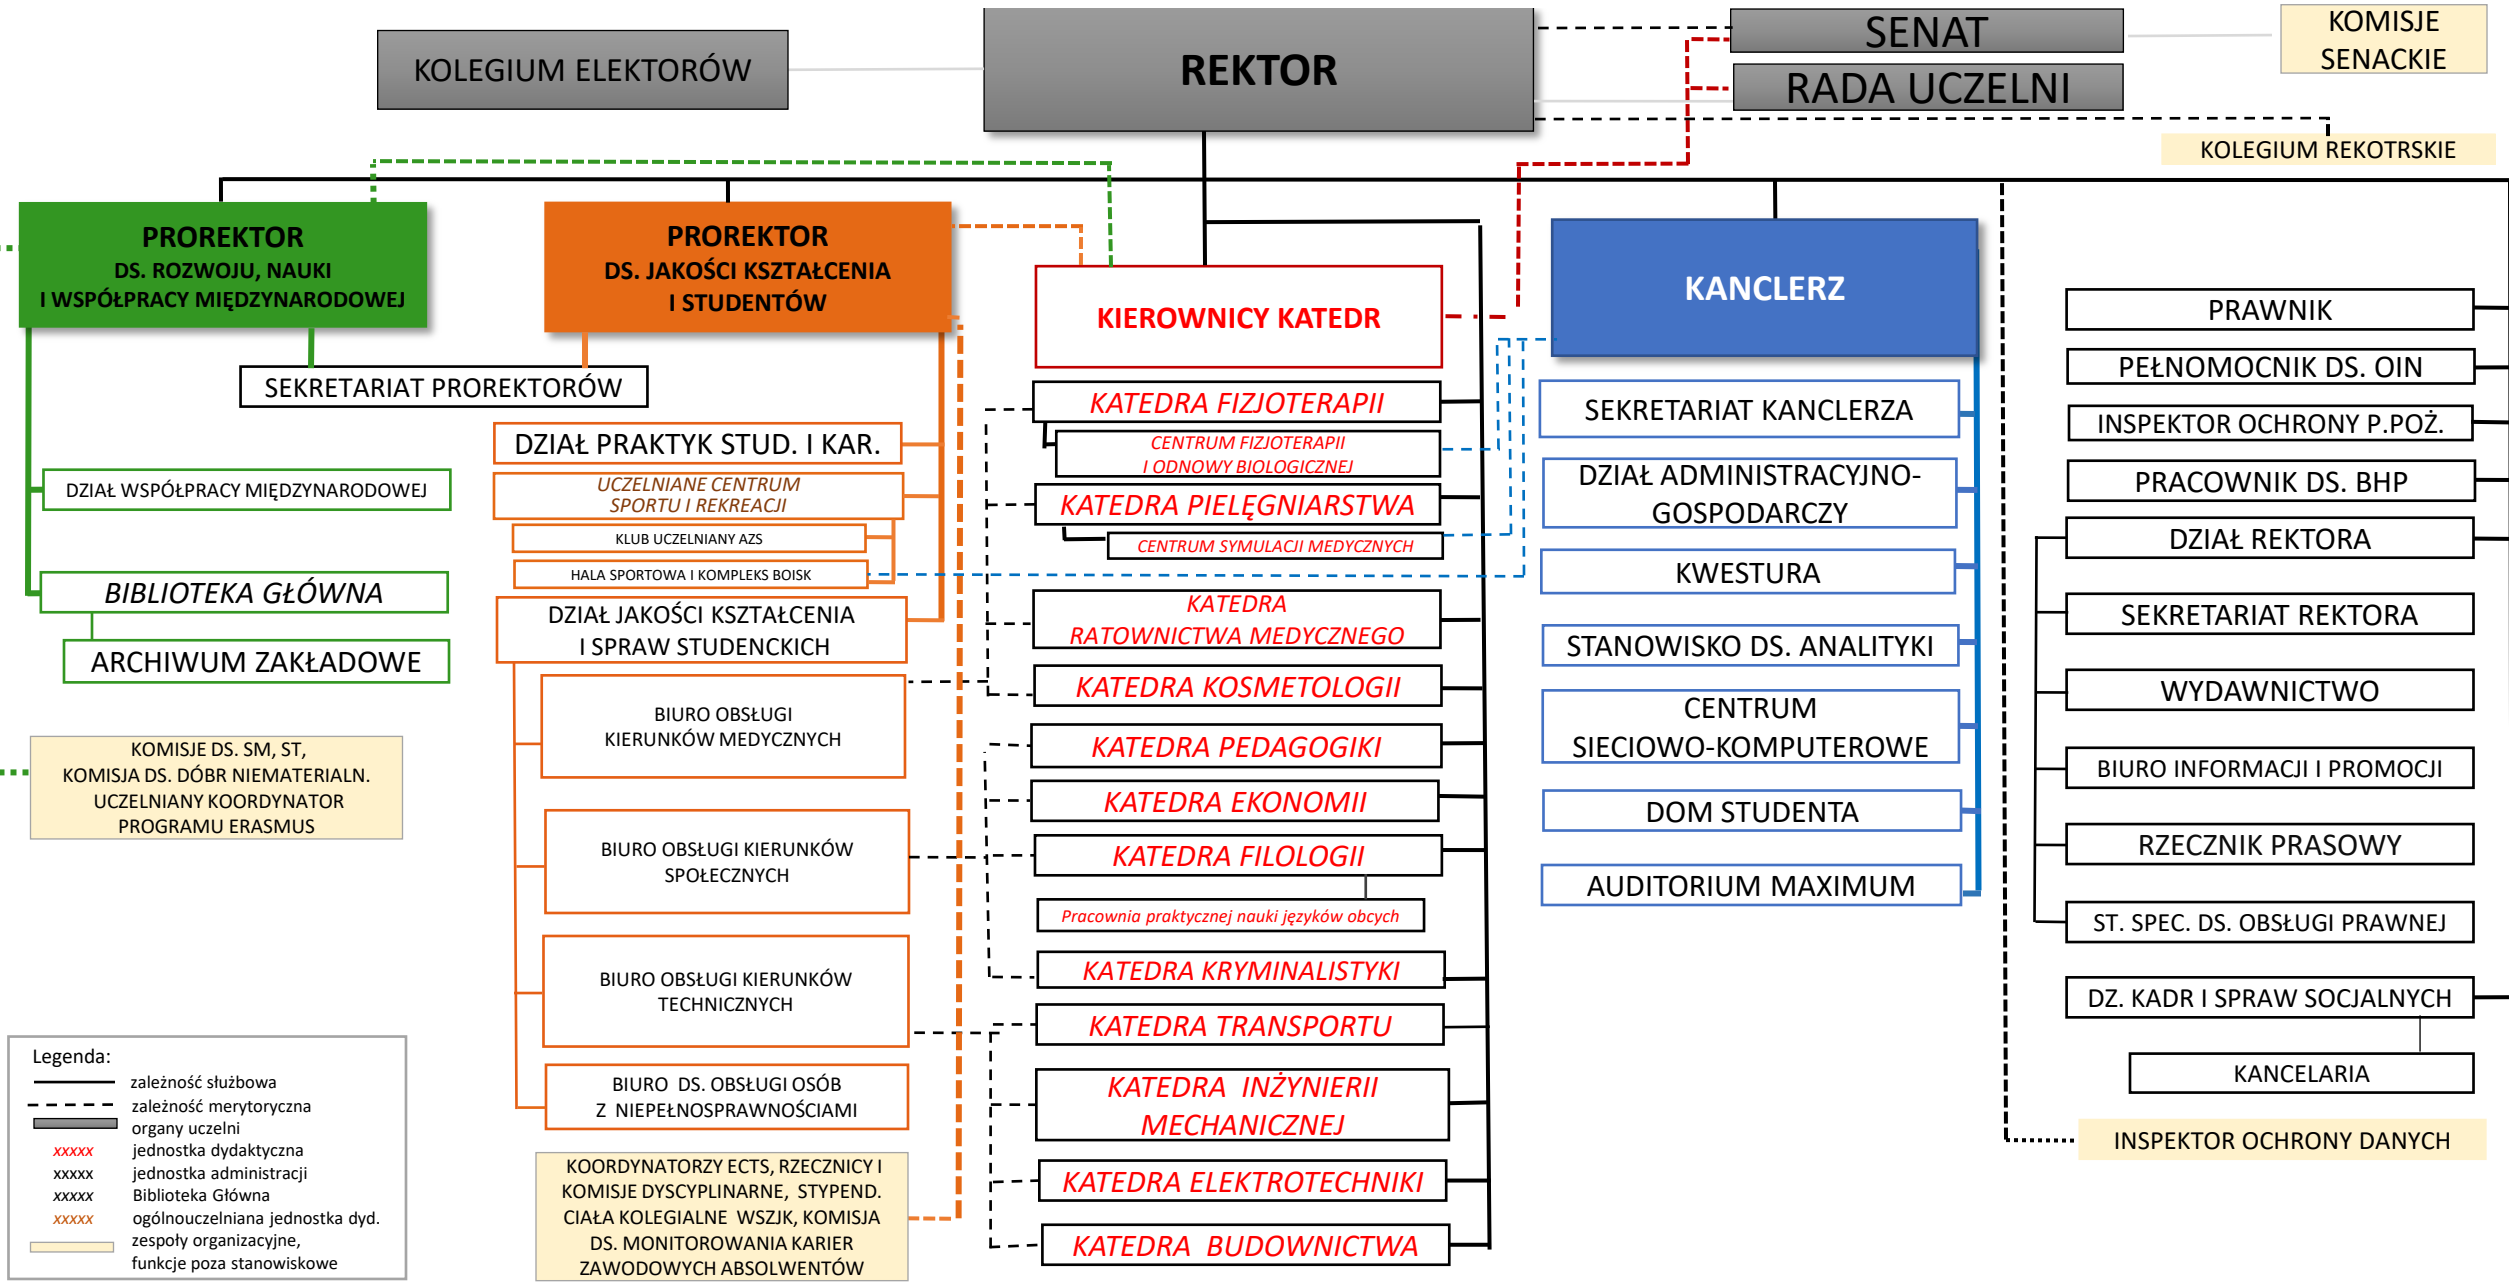 KOLEGIUM ELEKTORÓW
REKTOR
SENAT
RADA UCZELNI
KOMISJE
SENACKIE
KOLEGIUM REKOTRSKIE
PROREKTOR
DS. ROZWOJU, NAUKI
I WSPÓŁPRACY MIĘDZYNARODOWEJ
PROREKTOR
DS. JAKOŚCI KSZTAŁCENIA
I STUDENTÓW
KIEROWNICY KATEDR
KANCLERZ
SEKRETARIAT PROREKTORÓW
DZIAŁ WSPÓŁPRACY MIĘDZYNARODOWEJ
BIBLIOTEKA GŁÓWNA
ARCHIWUM ZAKŁADOWE
KOMISJE DS. SM, ST,
KOMISJA DS. DÓBR NIEMATERIALN.
UCZELNIANY KOORDYNATOR
PROGRAMU ERASMUS
DZIAŁ PRAKTYK STUD. I KAR.
UCZELNIANE CENTRUM
SPORTU I REKREACJI
KLUB UCZELNIANY AZS
HALA SPORTOWA I KOMPLEKS BOISK
DZIAŁ JAKOŚCI KSZTAŁCENIA
I SPRAW STUDENCKICH
BIURO OBSŁUGI
KIERUNKÓW MEDYCZNYCH
BIURO OBSŁUGI KIERUNKÓW
SPOŁECZNYCH
BIURO OBSŁUGI KIERUNKÓW
TECHNICZNYCH
BIURO DS. OBSŁUGI OSÓB
Z NIEPEŁNOSPRAWNOŚCIAMI
KOORDYNATORZY ECTS, RZECZNICY I
KOMISJE DYSCYPLINARNE, STYPEND.
CIAŁA KOLEGIALNE WSZJK, KOMISJA
DS. MONITOROWANIA KARIER
ZAWODOWYCH ABSOLWENTÓW
KATEDRA FIZJOTERAPII
CENTRUM FIZJOTERAPII
I ODNOWY BIOLOGICZNEJ
KATEDRA PIELĘGNIARSTWA
CENTRUM SYMULACJI MEDYCZNYCH
KATEDRA
RATOWNICTWA MEDYCZNEGO
KATEDRA KOSMETOLOGII
KATEDRA PEDAGOGIKI
KATEDRA EKONOMII
KATEDRA FILOLOGII
Pracownia praktycznej nauki języków obcych
KATEDRA KRYMINALISTYKI
KATEDRA TRANSPORTU
KATEDRA INŻYNIERII
MECHANICZNEJ
KATEDRA ELEKTROTECHNIKI
KATEDRA BUDOWNICTWA
SEKRETARIAT KANCLERZA
DZIAŁ ADMINISTRACYJNO-
GOSPODARCZY
KWESTURA
STANOWISKO DS. ANALITYKI
CENTRUM
SIECIOWO-KOMPUTEROWE
DOM STUDENTA
AUDITORIUM MAXIMUM
PRAWNIK
PEŁNOMOCNIK DS. OIN
INSPEKTOR OCHRONY P.POŻ.
PRACOWNIK DS. BHP
DZIAŁ REKTORA
SEKRETARIAT REKTORA
WYDAWNICTWO
BIURO INFORMACJI I PROMOCJI
RZECZNIK PRASOWY
ST. SPEC. DS. OBSŁUGI PRAWNEJ
DZ. KADR I SPRAW SOCJALNYCH
KANCELARIA
INSPEKTOR OCHRONY DANYCH
Legenda:
zależność służbowa
zależność merytoryczna
organy uczelni
xxxxx jednostka dydaktyczna
xxxxx jednostka administracji
xxxxx Biblioteka Główna
xxxxx ogólnouczelniana jednostka dyd.
zespoły organizacyjne,
funkcje poza stanowiskowe